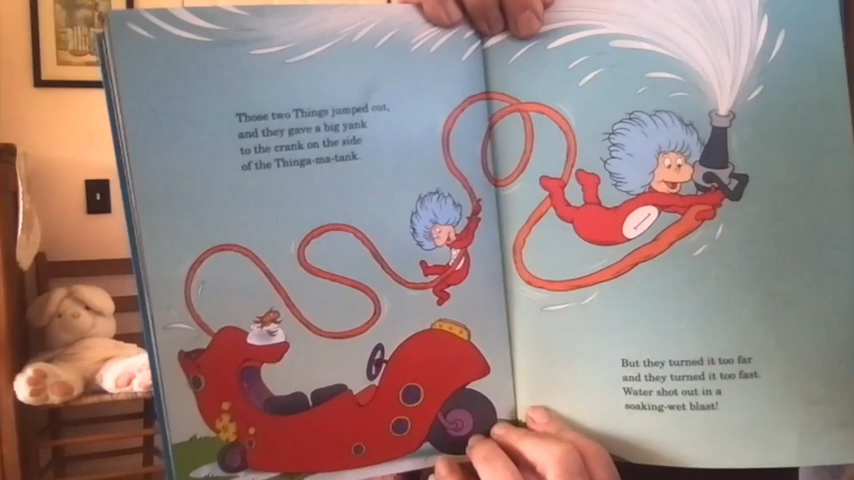 Those two Things jumped out,
and they gave a big yank
to the crank on the side
of the Thinga-ma-tank.
1
But they turned it too far
and they turned it too fast.
Water shot out in a
soaking-wet blast!